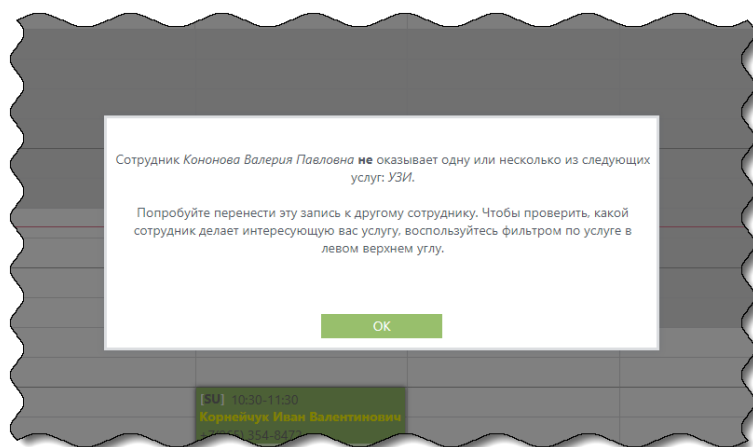 Сотрудник Кононова Валерия Павловна не оказывает одну или несколько из следующих
услуг: УЗИ.
Попробуйте перенести эту запись к другому сотруднику. Чтобы проверить, какой
сотрудник делает интересующую вас услугу, воспользуйтесь фильтром по услуге в
левом верхнем углу.
OK
[SU] 10:30-11:30
Корнейчук Иван Валентинович
354-8472